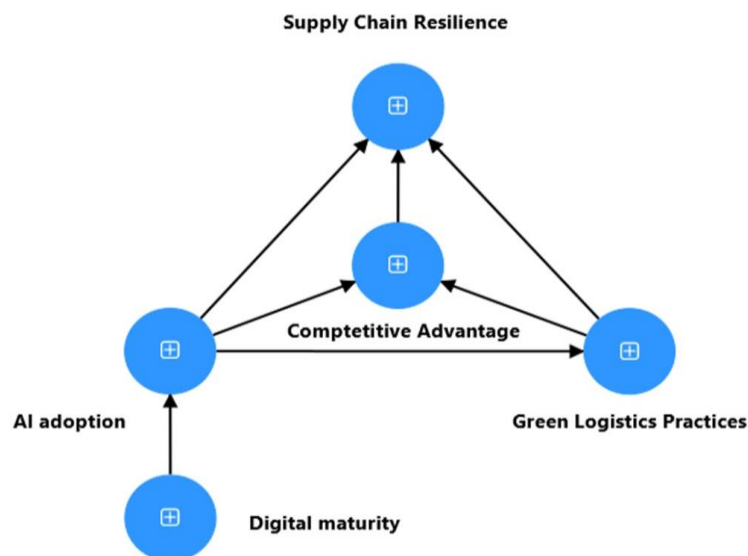 Supply Chain Resilience
Comptetitive Advantage
AI adoption
Green Logistics Practices
Digital maturity